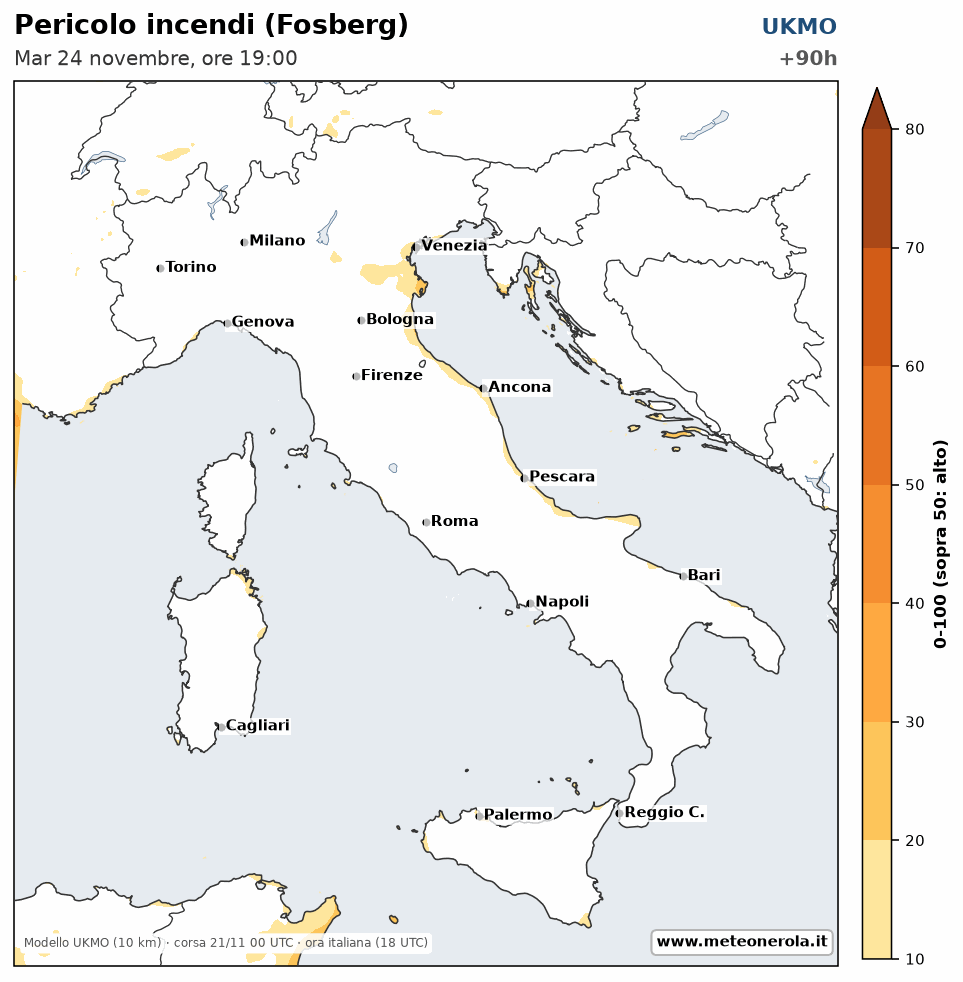 Pericolo incendi (Fosberg)
UKMO
Mar 24 novembre, ore 19:00
+90h
Venezia
Milano
Torino
Genova
Bologna
Firenze
Ancona
Pescara
Roma
Bari
Napoli
Cagliari
Palermo
Reggio C.
80
70
60
50
40
30
20
10
0-100 (sopra 50: alto)
Modello UKMO (10 km) · corsa 21/11 00 UTC · ora italiana (18 UTC)
www.meteonerola.it